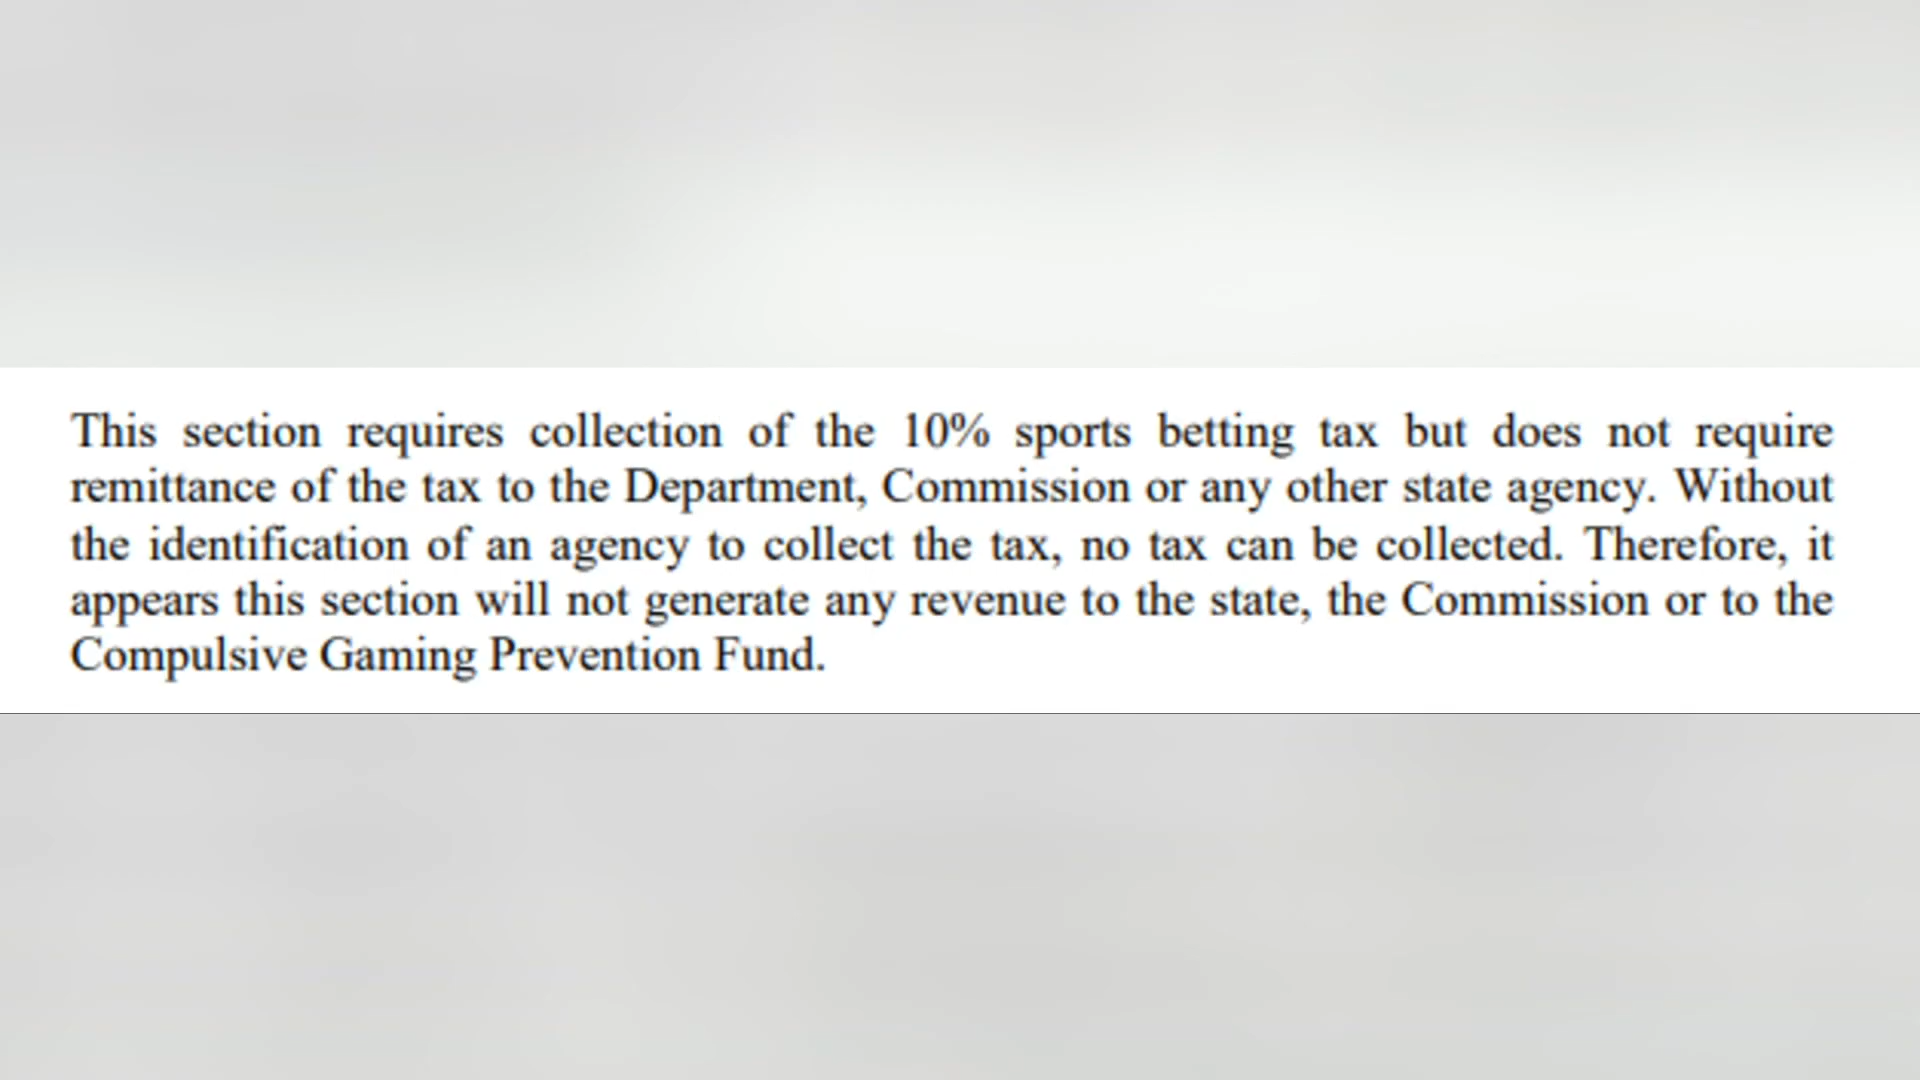 This section requires collection of the 10% sports betting tax but does not require
remittance of the tax to the Department, Commission or any other state agency. Without
the identification of an agency to collect the tax, no tax can be collected. Therefore, it
appears this section will not generate any revenue to the state, the Commission or to the
Compulsive Gaming Prevention Fund.